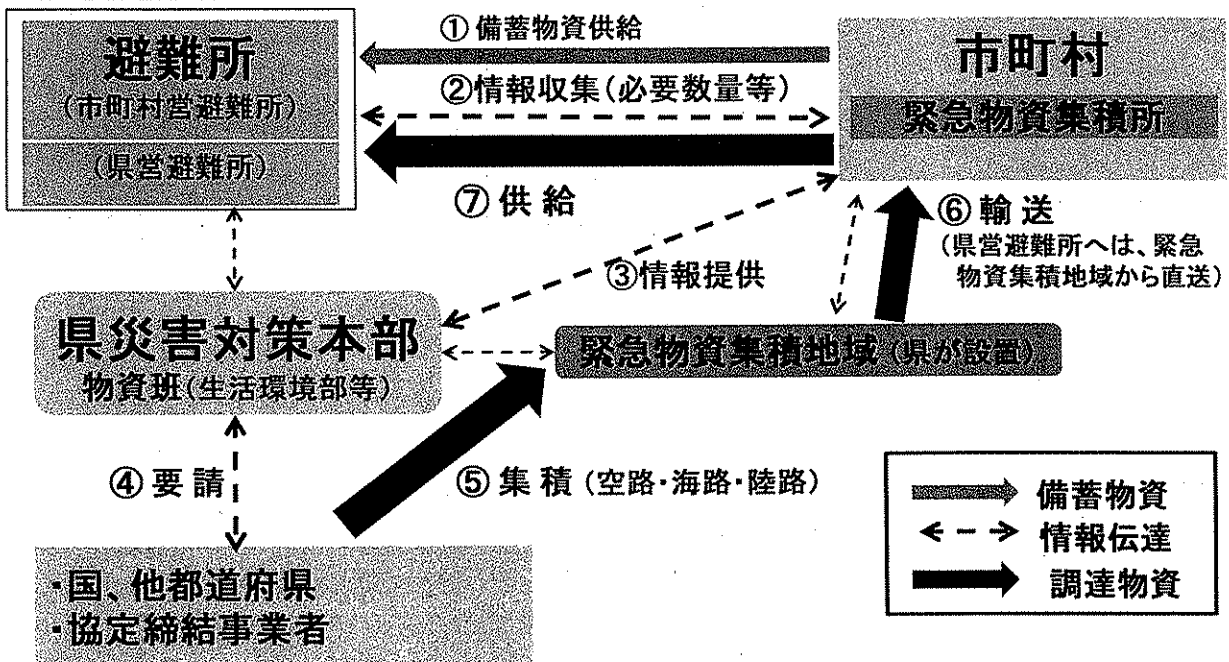 避難所
(市町村営避難所)
(県営避難所)
①備蓄物資供給
②情報収集(必要数量等)
⑦供給
市町村
緊急物資集積所
⑥輸送
(県営避難所へは、緊急
物資集積地域から直送)
③情報提供
県災害対策本部
物資班(生活環境部等)
緊急物資集積地域(県が設置)
④要請
⑤集積(空路・海路・陸路)
・国、他都道府県
・協定締結事業者
備蓄物資
情報伝達
調達物資